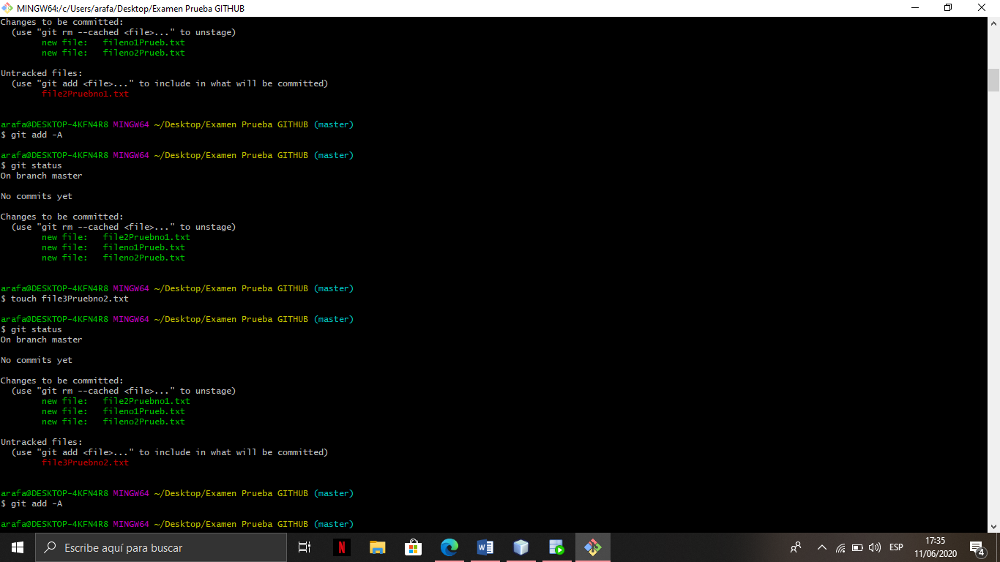 MINGW64:/c/Users/arafa/Desktop/Examen Prueba GITHUB
Changes to be committed:
  (use "git rm --cached <file>..." to unstage)
        new file:   fileno1Prueb.txt
        new file:   fileno2Prueb.txt
Untracked files:
  (use "git add <file>..." to include in what will be committed)
        file2Pruebno1.txt
arafa@DESKTOP-4KFN4R8 MINGW64 ~/Desktop/Examen Prueba GITHUB (master)
$ git add -A
arafa@DESKTOP-4KFN4R8 MINGW64 ~/Desktop/Examen Prueba GITHUB (master)
$ git status
On branch master
No commits yet
Changes to be committed:
  (use "git rm --cached <file>..." to unstage)
        new file:   file2Pruebno1.txt
        new file:   fileno1Prueb.txt
        new file:   fileno2Prueb.txt
arafa@DESKTOP-4KFN4R8 MINGW64 ~/Desktop/Examen Prueba GITHUB (master)
$ touch file3Pruebno2.txt
arafa@DESKTOP-4KFN4R8 MINGW64 ~/Desktop/Examen Prueba GITHUB (master)
$ git status
On branch master
No commits yet
Changes to be committed:
  (use "git rm --cached <file>..." to unstage)
        new file:   file2Pruebno1.txt
        new file:   fileno1Prueb.txt
        new file:   fileno2Prueb.txt
Untracked files:
  (use "git add <file>..." to include in what will be committed)
        file3Pruebno2.txt
arafa@DESKTOP-4KFN4R8 MINGW64 ~/Desktop/Examen Prueba GITHUB (master)
$ git add -A
arafa@DESKTOP-4KFN4R8 MINGW64 ~/Desktop/Examen Prueba GITHUB (master)
Escribe aquí para buscar
ESP
17:35
11/06/2020
4